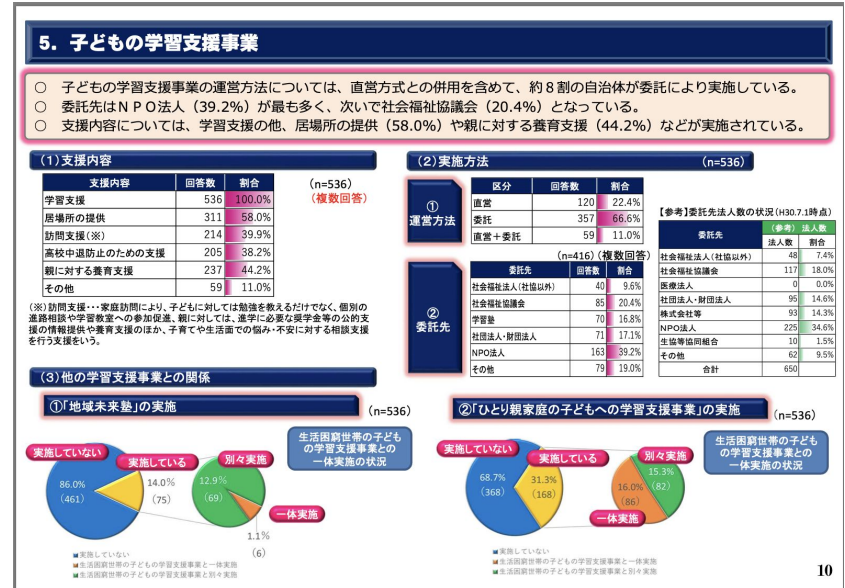 5．子どもの学習支援事業
○　子どもの学習支援事業の運営方法については、直営方式との併用を含めて、約８割の自治体が委託により実施している。
○　委託先はＮＰＯ法人（39.2%）が最も多く、次いで社会福祉協議会（20.4%）となっている。
○　支援内容については、学習支援の他、居場所の提供（58.0%）や親に対する養育支援（44.2%）などが実施されている。
（1）支援内容
支援内容 回答数 割合
学習支援 536 100.0%
居場所の提供 311 58.0%
訪問支援（※） 214 39.9%
高校中退防止のための支援 205 38.2%
親に対する養育支援 237 44.2%
その他 59 11.0%
（n=536）
（複数回答）
（※）訪問支援・・・家庭訪問により、子どもに対しては勉強を教えるだけでなく、個別の
進路相談や学習教室への参加促進、親に対しては、進学に必要な奨学金等の公的支
援の情報提供や養育支援のほか、子育てや生活面での悩み・不安に対する相談支援
を行う支援をいう。
（2）実施方法 （n=536）
①
運営方法
区分 回答数 割合
直営 120 22.4%
委託 357 66.6%
直営＋委託 59 11.0%
（n=416）（複数回答）
②
委託先
委託先 回答数 割合
社会福祉法人（社協以外） 40 9.6%
社会福祉協議会 85 20.4%
学習塾 70 16.8%
社団法人・財団法人 71 17.1%
NPO法人 163 39.2%
その他 79 19.0%
【参考】委託先法人数の状況（H30.7.1時点）
委託先 （参考）法人数
法人数 割合
社会福祉法人（社協以外） 48 7.4%
社会福祉協議会 117 18.0%
医療法人 0 0.0%
社団法人・財団法人 95 14.6%
株式会社等 93 14.3%
NPO法人 225 34.6%
生協等協同組合 10 1.5%
その他 62 9.5%
合計 650
（3）他の学習支援事業との関係
①「地域未来塾」の実施
（n=536）
生活困窮世帯の子ども
の学習支援事業との
一体実施の状況
実施していない
実施している
別々実施
86.0%
（461）
14.0%
（75）
12.9%
（69）
一体実施
1.1%
（6）
■実施していない
■生活困窮世帯の子どもの学習支援事業と一体実施
■生活困窮世帯の子どもの学習支援事業と別々実施
②「ひとり親家庭の子どもへの学習支援事業」の実施
（n=536）
生活困窮世帯の子ども
の学習支援事業との
一体実施の状況
実施していない
実施している
別々実施
68.7%
（368）
31.3%
（168）
15.3%
（82）
16.0%
（86）
一体実施
■実施していない
■生活困窮世帯の子どもの学習支援事業と一体実施
■生活困窮世帯の子どもの学習支援事業と別々実施
10